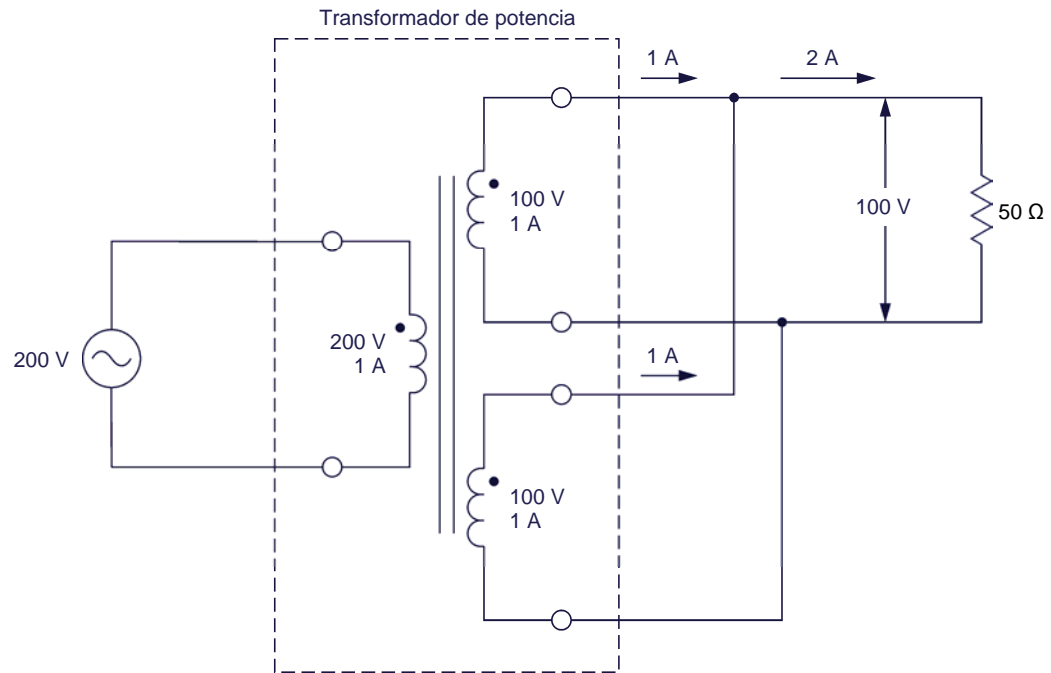 Transformador de potencia
1 A
2 A
100 V
1 A
100 V
50 Ω
200 V
200 V
1 A
1 A
100 V
1 A